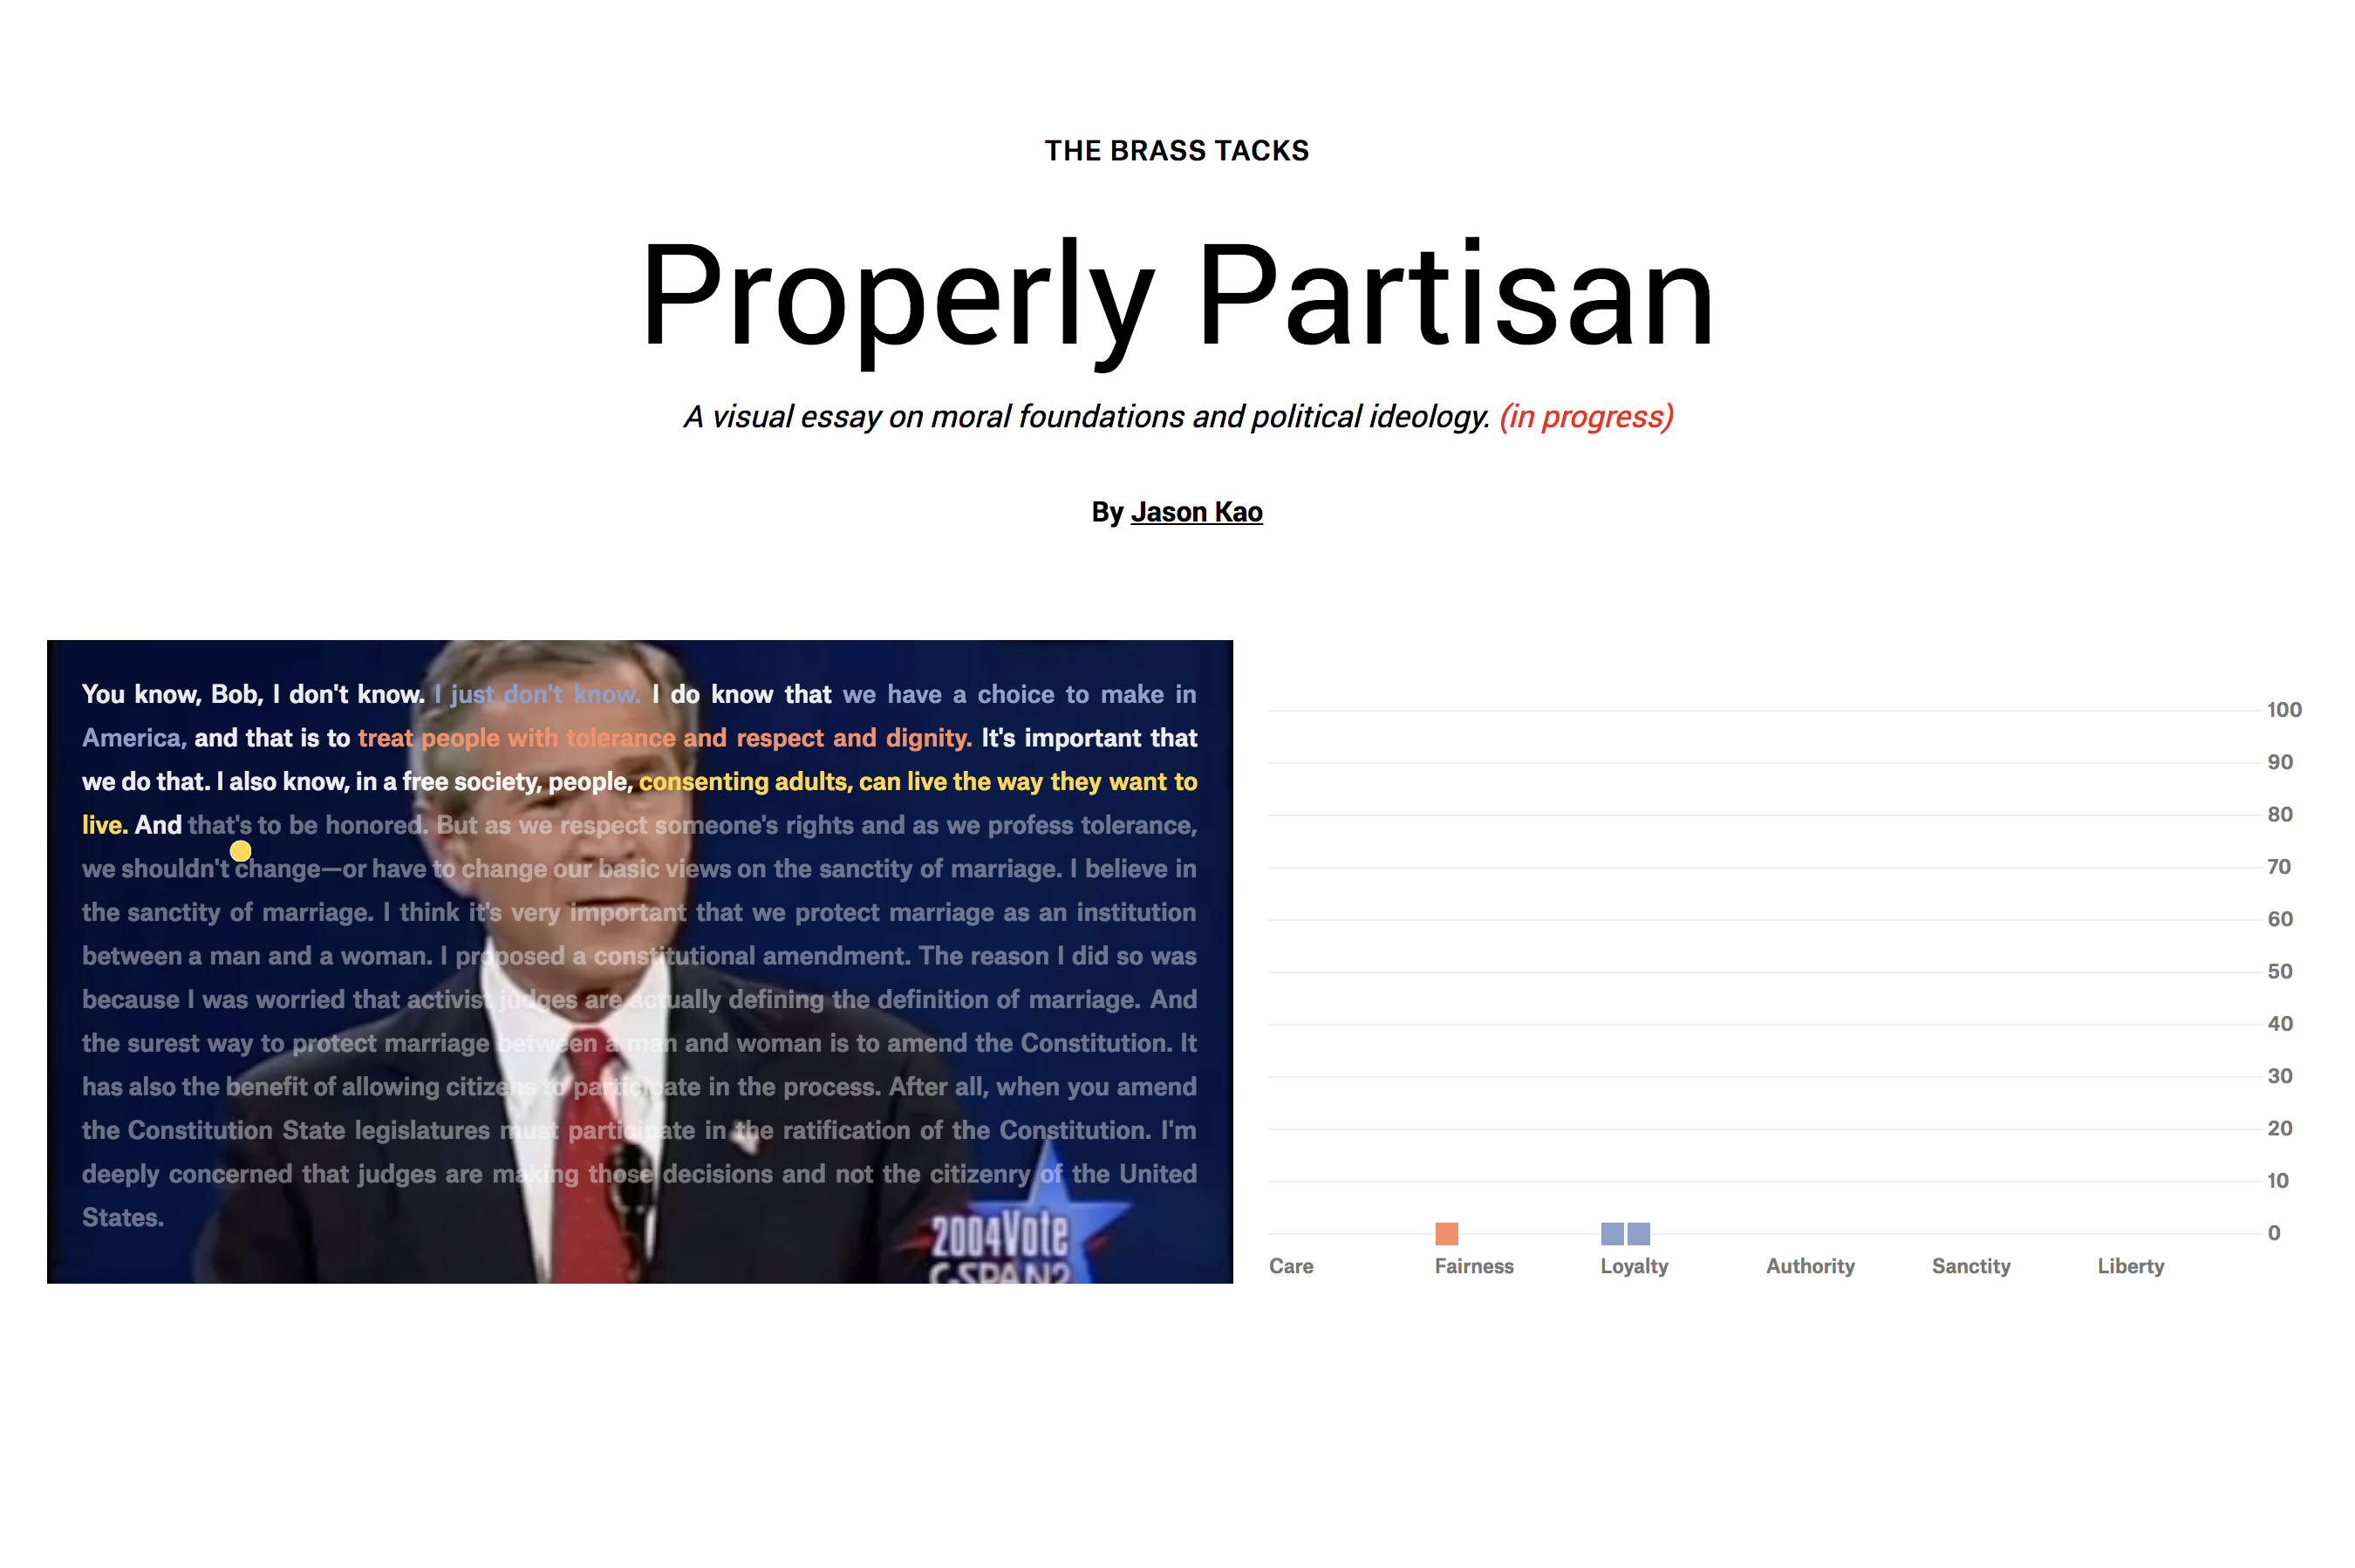 THE BRASS TACKS
Properly Partisan
A visual essay on moral foundations and political ideology. (in progress)
By Jason Kao
You know, Bob, I don't know. I just don't know. I do know that we have a choice to make in
America, and that is to treat people with tolerance and respect and dignity. It's important that
we do that. I also know, in a free society, people, consenting adults, can live the way they want to
live. And that's to be honored. But as we respect someone's rights and as we profess tolerance,
we shouldn't change—or have to change our basic views on the sanctity of marriage. I believe in
the sanctity of marriage. I think it's very important that we protect marriage as an institution
between a man and a woman. I proposed a constitutional amendment. The reason I did so was
because I was worried that activist judges are actually defining the definition of marriage. And
the surest way to protect marriage between a man and woman is to amend the Constitution. It
has also the benefit of allowing citizens to participate in the process. After all, when you amend
the Constitution State legislatures must participate in the ratification of the Constitution. I'm
deeply concerned that judges are making those decisions and not the citizenry of the United
States.
2004Vote
C-SPAN2
100
90
80
70
60
50
40
30
20
10
0
Care Fairness Loyalty Authority Sanctity Liberty